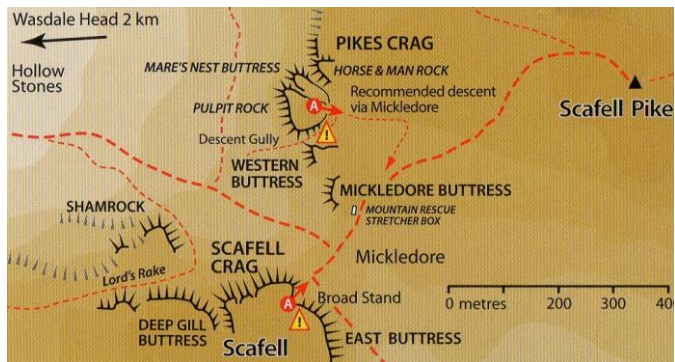 Wasdale Head 2 km
Hollow
Stones
PIKES CRAG
MARE'S NEST BUTTRESS
HORSE & MAN ROCK
PULPIT ROCK
A
Recommended descent
via Mickledore
Scafell Pike
Descent Gully
!
WESTERN
BUTTRESS
MICKLEDORE BUTTRESS
MOUNTAIN RESCUE
STRETCHER BOX
SHAMROCK
SCAFELL
CRAG
Mickledore
Lord's Rake
A
Broad Stand
!
0 metres 100 200 300 400
DEEP GILL
BUTTRESS
Scafell
EAST BUTTRESS